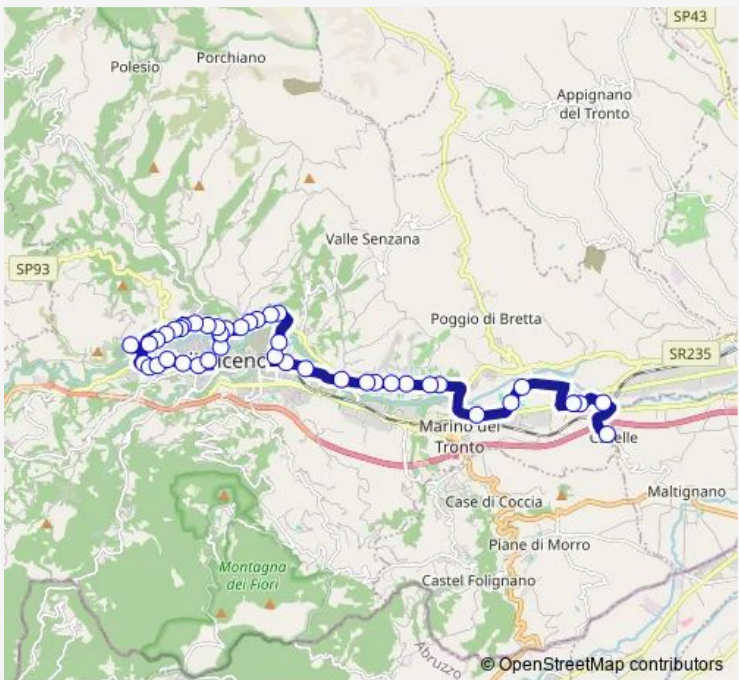 SP43
Porchiano
Polesio
Appignano
del Tronto
Valle Senzana
SP93
Poggio di Bretta
SR235
Marino del
Tronto
Maltignano
Case di Coccia
Piane di Morro
Montagna
dei Fiori
Castel Folignano
Abruzzo
© OpenStreetMap contributors